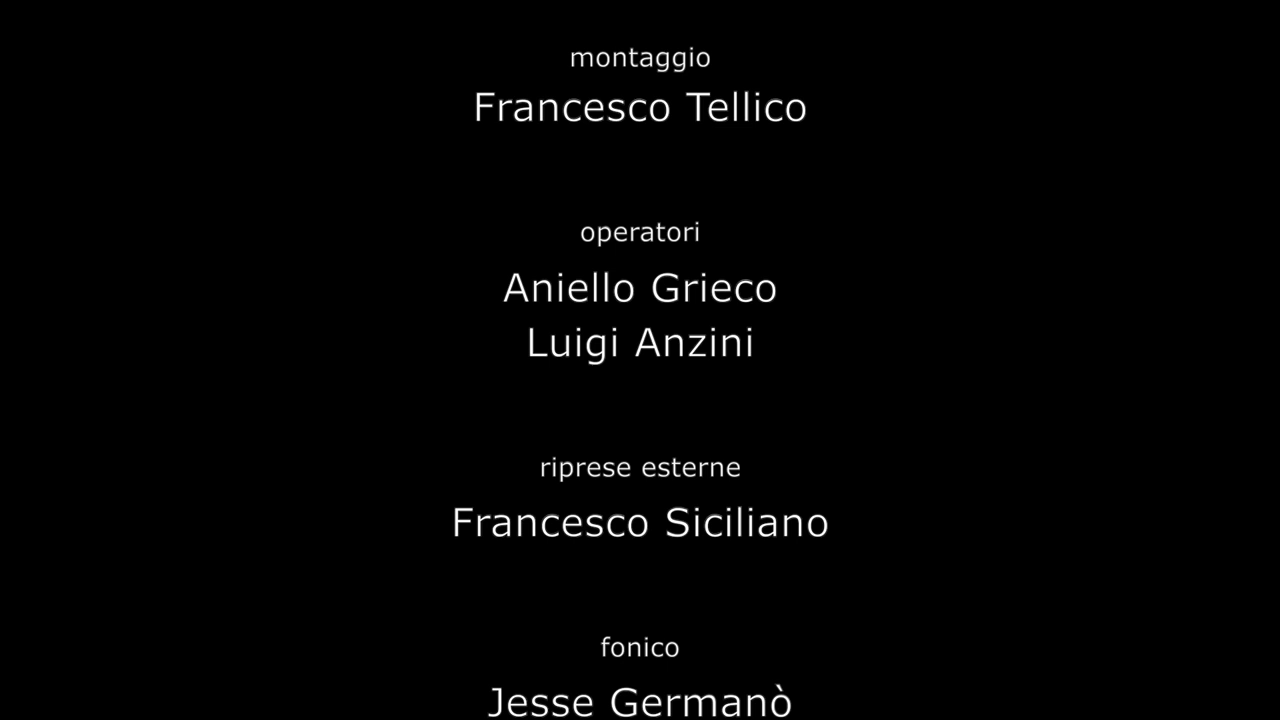 montaggio
Francesco Tellico
operatori
Aniello Grieco
Luigi Anzini
riprese esterne
Francesco Siciliano
fonico
Jesse Germanò